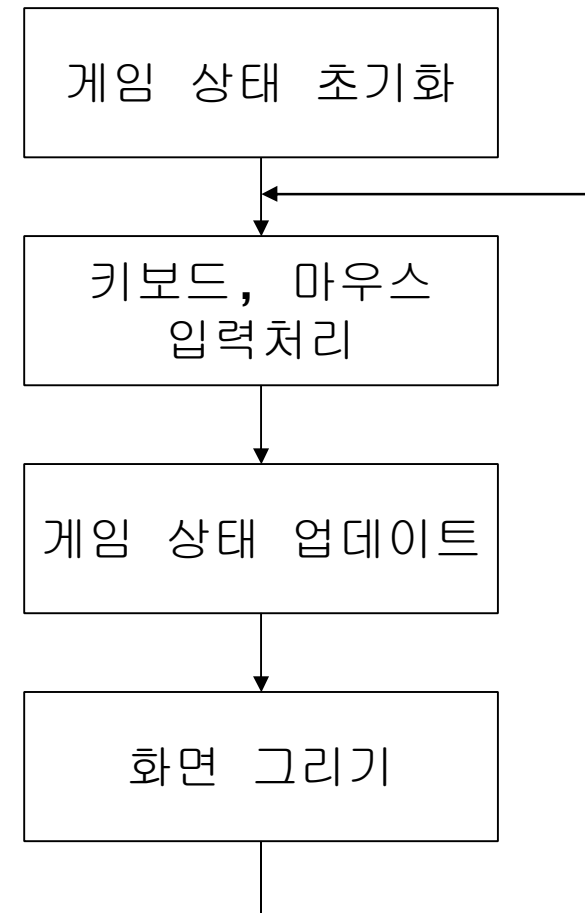 게임 상태 초기화
키보드, 마우스
입력처리
게임 상태 업데이트
화면 그리기